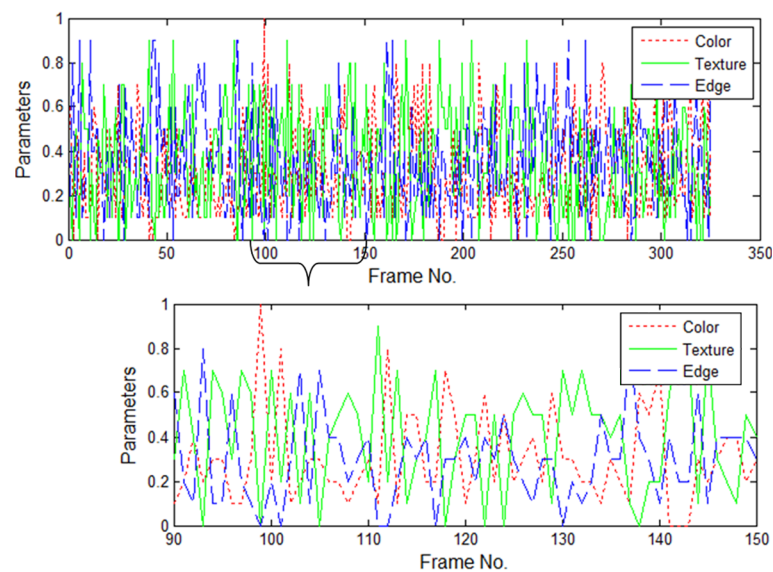 Parameters
1
0.8
0.6
0.4
0.2
0
0 50 100 150 200 250 300 350
Frame No.
Color
Texture
Edge
Parameters
1
0.8
0.6
0.4
0.2
0
90 100 110 120 130 140 150
Frame No.
Color
Texture
Edge